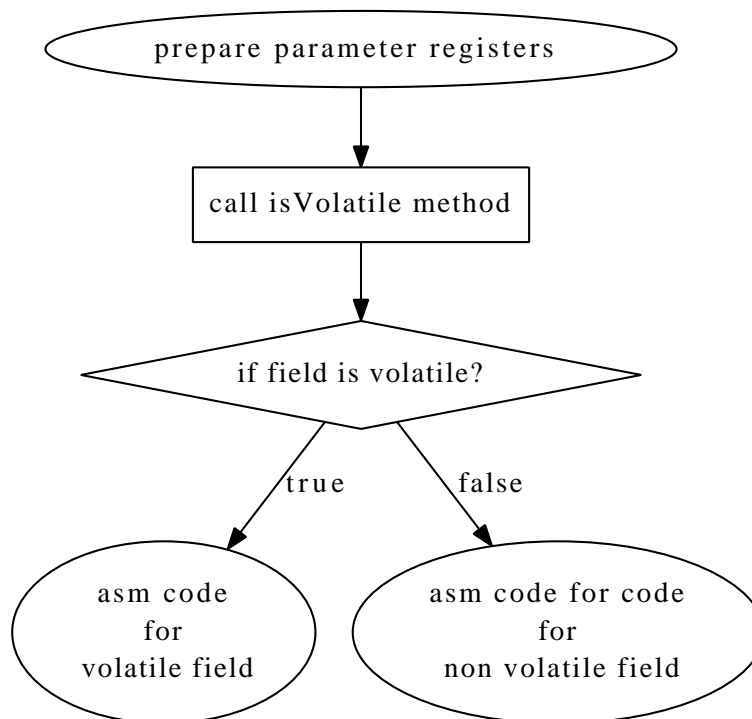 prepare parameter registers
call isVolatile method
if field is volatile?
true
false
asm code
for
volatile field
asm code for code
for
non volatile field